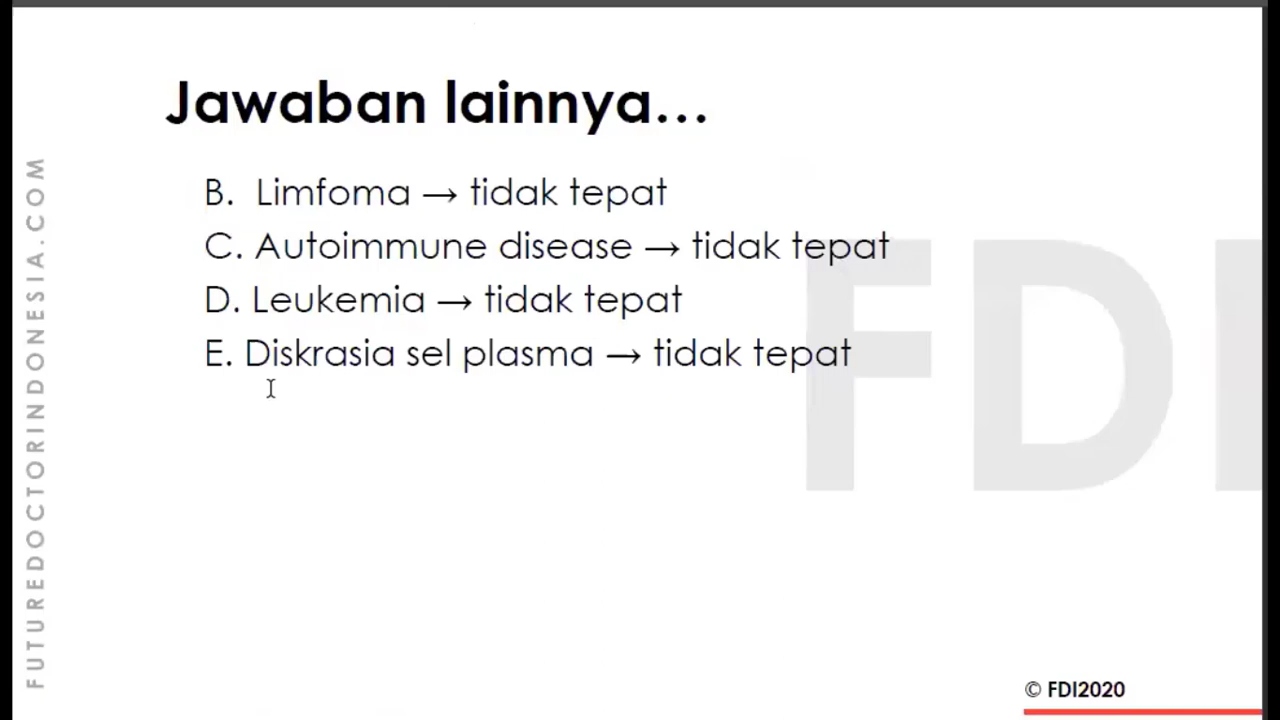 Jawaban lainnya...
B. Limfoma → tidak tepat
C. Autoimmune disease → tidak tepat
D. Leukemia → tidak tepat
E. Diskrasia sel plasma → tidak tepat
FUTUREDOCTORINDONESIA.COM
FDI
© FDI2020